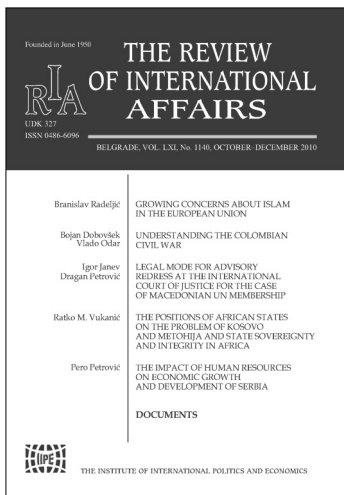 Founded in June 1950
THE REVIEW
OF INTERNATIONAL
AFFAIRS
RIA
UDK 327
ISSN 0486-6096
BELGRADE, VOL. LXI, No. 1140, OCTOBER–DECEMBER 2010
Branislav Radeljić
GROWING CONCERNS ABOUT ISLAM
IN THE EUROPEAN UNION
Bojan Dobovšek
Vlado Odar
UNDERSTANDING THE COLOMBIAN
CIVIL WAR
Igor Janev
Dragan Petrović
LEGAL MODE FOR ADVISORY
REDRESS AT THE INTERNATIONAL
COURT OF JUSTICE FOR THE CASE
OF MACEDONIAN UN MEMBERSHIP
Ratko M. Vukanić
THE POSITIONS OF AFRICAN STATES
ON THE PROBLEM OF KOSOVO
AND METOHIJA AND STATE SOVEREIGNTY
AND INTEGRITY IN AFRICA
Pero Petrović
THE IMPACT OF HUMAN RESOURCES
ON ECONOMIC GROWTH
AND DEVELOPMENT OF SERBIA
DOCUMENTS
IIPE
THE INSTITUTE OF INTERNATIONAL POLITICS AND ECONOMICS